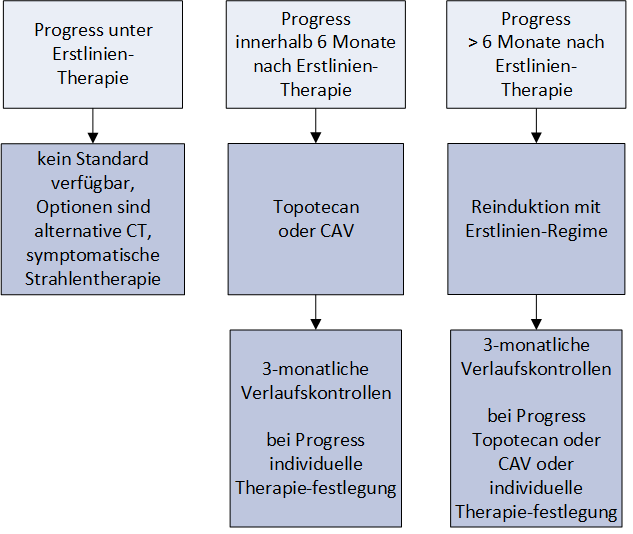 Progress unter
Erstlinien-
Therapie
kein Standard
verfügbar,
Optionen sind
alternative CT,
symptomatische
Strahlentherapie
Progress
innerhalb 6 Monate
nach Erstlinien-
Therapie
Topotecan
oder CAV
3-monatliche
Verlaufskontrollen
bei Progress
individuelle
Therapie-festlegung
Progress
> 6 Monate nach
Erstlinien-
Therapie
Reinduktion mit
Erstlinien-Regime
3-monatliche
Verlaufskontrollen
bei Progress
Topotecan oder
CAV oder
individuelle
Therapie-festlegung